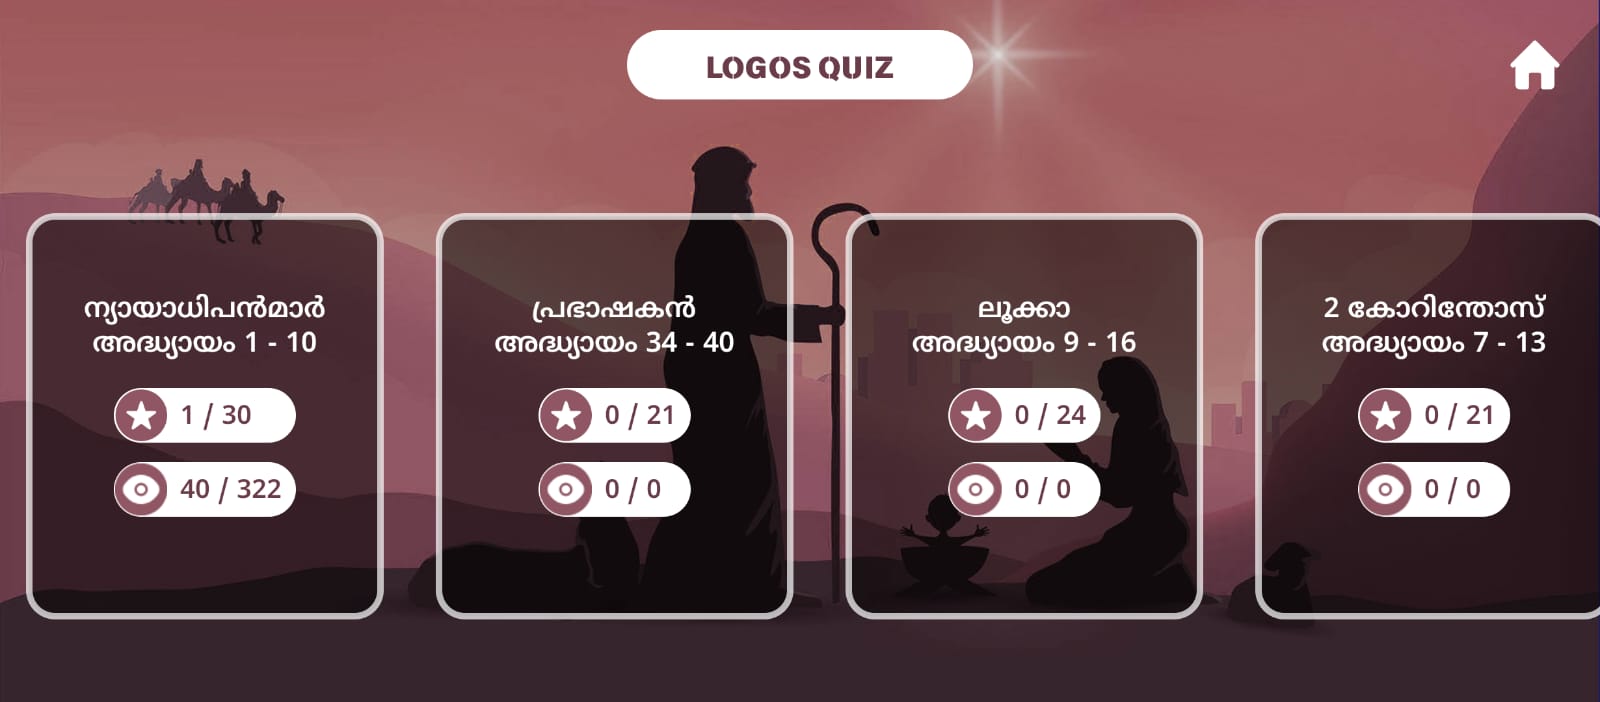 LOGOS QUIZ
ന്യായാധിപൻമാർ
അദ്ധ്യായം 1 - 10
1 / 30
40 / 322
പ്രഭാഷകൻ
അദ്ധ്യായം 34 - 40
0 / 21
0 / 0
ലൂക്കാ
അദ്ധ്യായം 9 - 16
0 / 24
0 / 0
2 കോറിന്തോസ്
അദ്ധ്യായം 7 - 13
0 / 21
0 / 0